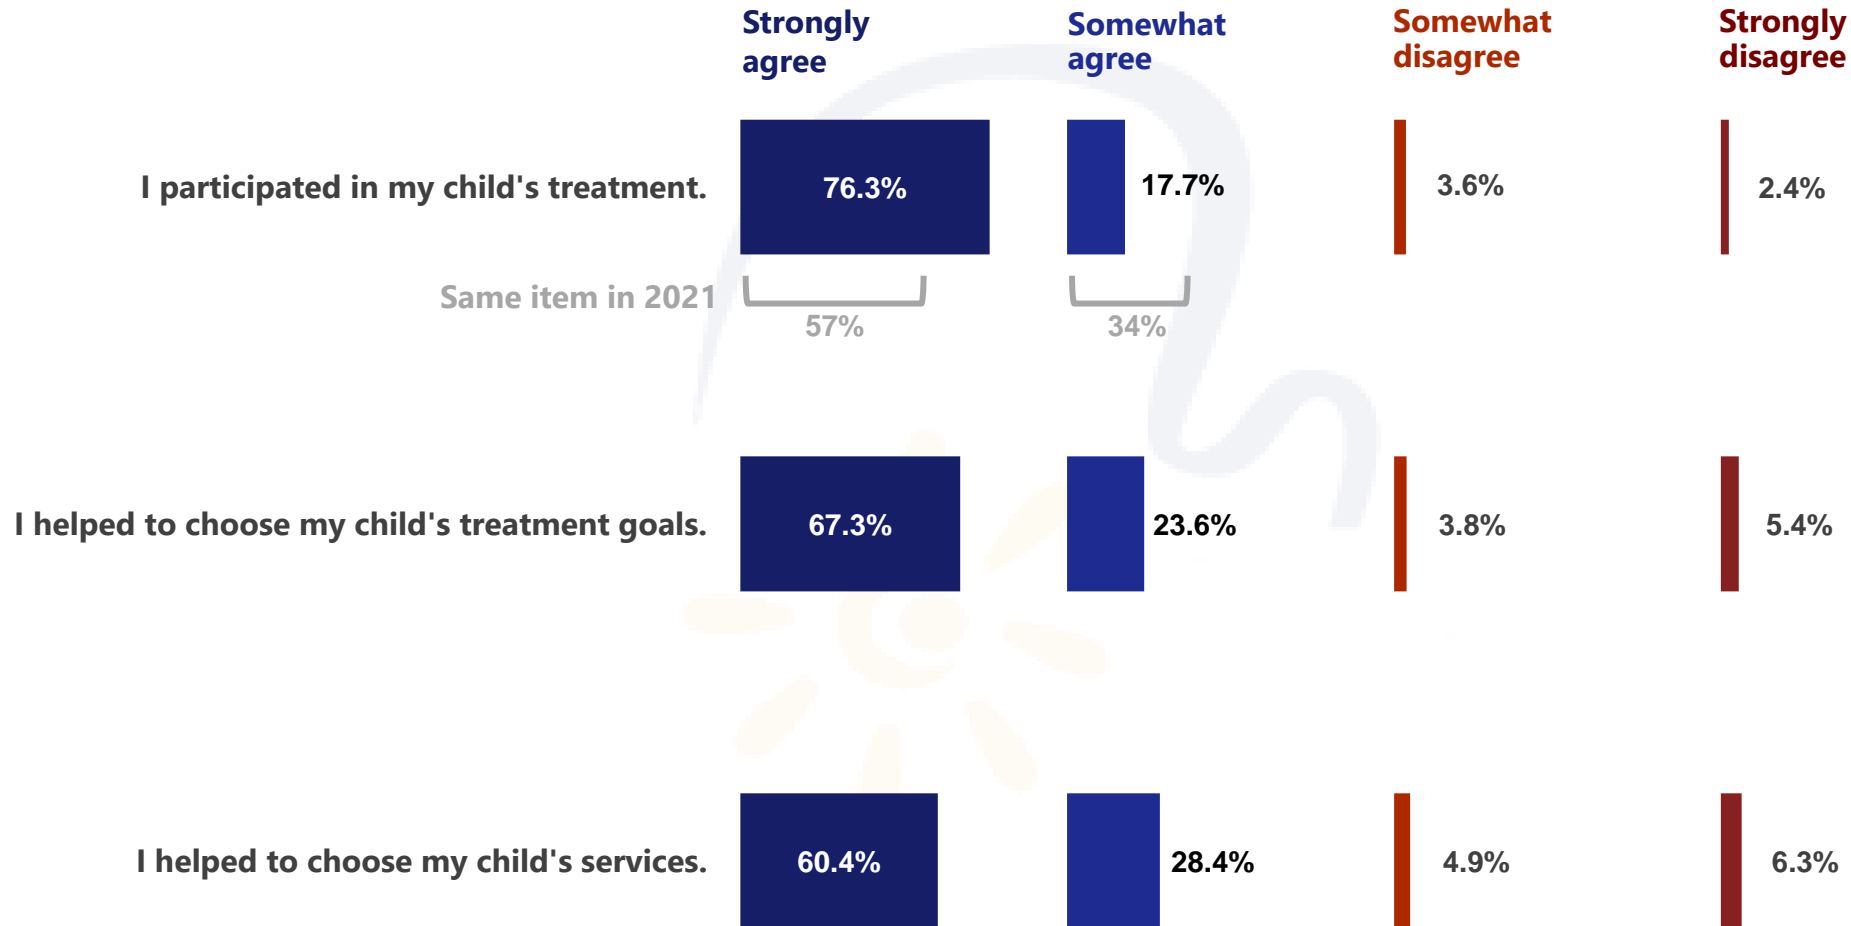 Strongly agree
Somewhat agree
Somewhat disagree
Strongly disagree
I participated in my child's treatment.
76.3%
17.7%
3.6%
2.4%
Same item in 2021
57%
34%
I helped to choose my child's treatment goals.
67.3%
23.6%
3.8%
5.4%
I helped to choose my child's services.
60.4%
28.4%
4.9%
6.3%